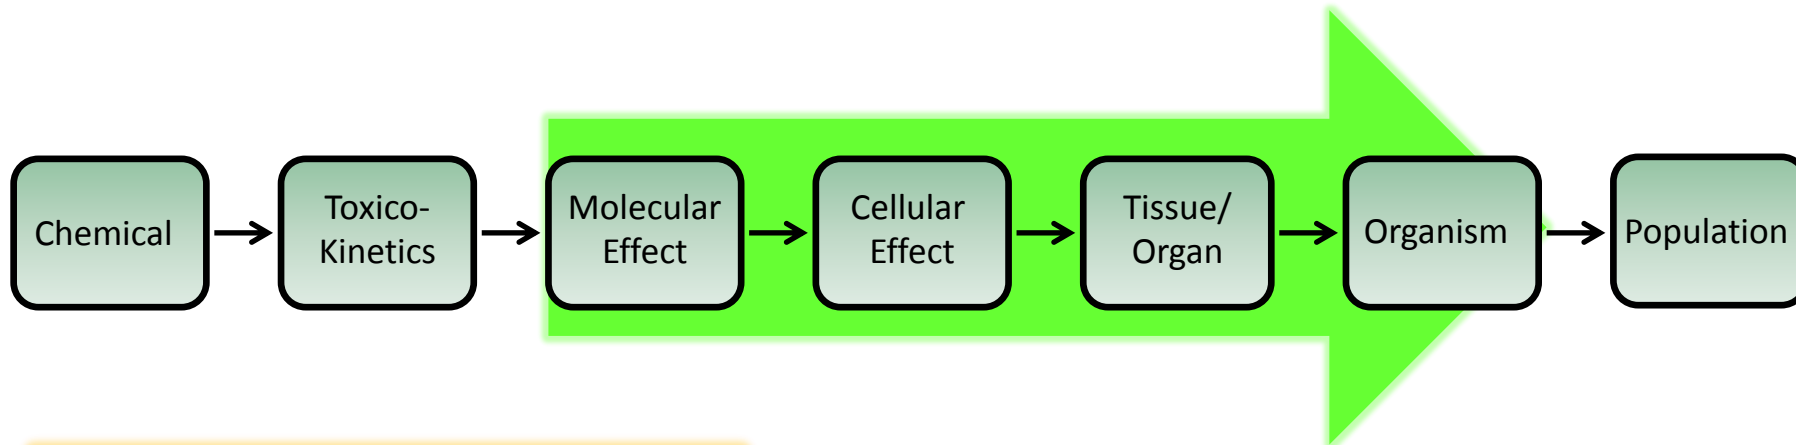 Chemical
Toxico-
Kinetics
Molecular
Effect
Cellular
Effect
Tissue/
Organ
Organism
Population